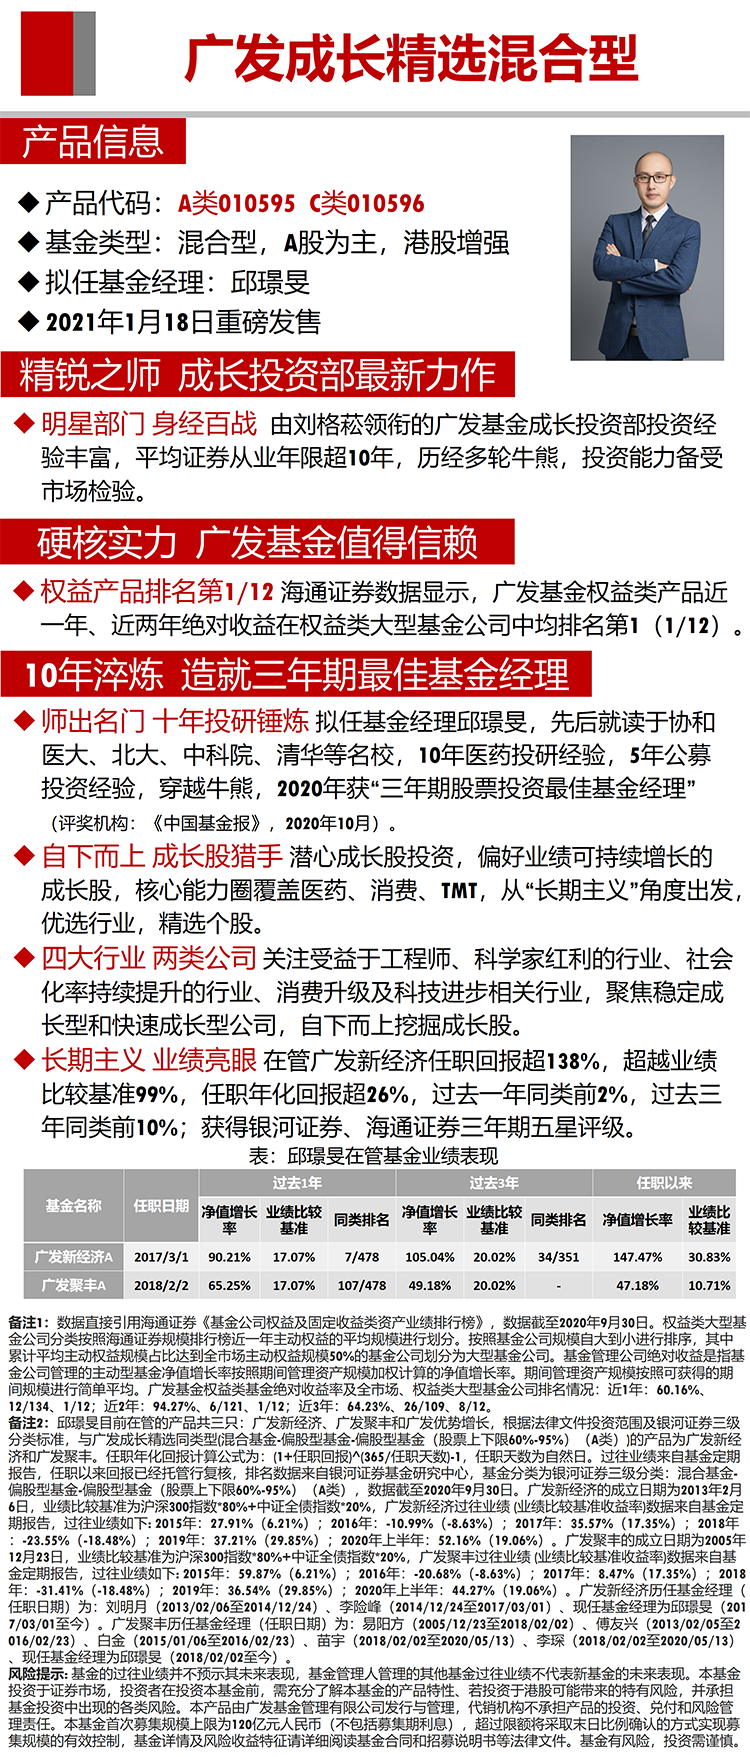 广发成长精选混合型
产品信息
◆产品代码：A类010595 C类010596
◆基金类型：混合型，A股为主，港股增强
◆拟任基金经理：邱璟旻
◆2021年1月18日重磅发售
精锐之师 成长投资部最新力作
◆明星部门 身经百战 由刘格菘领衔的广发基金成长投资部投资经
验丰富，平均证券从业年限超10年，历经多轮牛熊，投资能力备受
市场检验。
硬核实力 广发基金值得信赖
◆权益产品排名第1/12 海通证券数据显示，广发基金权益类产品近
一年、近两年绝对收益在权益类大型基金公司中均排名第1（1/12）。
10年淬炼 造就三年期最佳基金经理
◆师出名门 十年投研锤炼 拟任基金经理邱璟旻，先后就读于协和
医大、北大、中科院、清华等名校，10年医药投研经验，5年公募
投资经验，穿越牛熊，2020年获“三年期股票投资最佳基金经理”
（评奖机构：《中国基金报》，2020年10月）。
◆自下而上 成长股猎手 潜心成长股投资，偏好业绩可持续增长的
成长股，核心能力圈覆盖医药、消费、TMT，从“长期主义”角度出发，
优选行业，精选个股。
◆四大行业 两类公司 关注受益于工程师、科学家红利的行业、社会
化率持续提升的行业、消费升级及科技进步相关行业，聚焦稳定成
长型和快速成长型公司，自下而上挖掘成长股。
◆长期主义 业绩亮眼 在管广发新经济任职回报超138%，超越业绩
比较基准99%，任职年化回报超26%，过去一年同类前2%，过去三
年同类前10%；获得银河证券、海通证券三年期五星评级。
表：邱璟旻在管基金业绩表现
基金名称 任职日期 过去1年 过去3年 任职以来
净值增长率 业绩比较基准 同类排名 净值增长率 业绩比较基准 同类排名 净值增长率 业绩比较基准
广发新经济A 2017/3/1 90.21% 17.07% 7/478 105.04% 20.02% 34/351 147.47% 30.83%
广发聚丰A 2018/2/2 65.25% 17.07% 107/478 49.18% 20.02% - 47.18% 10.71%
备注1：数据直接引用海通证券《基金公司权益及固定收益类资产业绩排行榜》，数据截至2020年9月30日。权益类大型基
金公司分类按照海通证券规模排行榜近一年主动权益的平均规模进行划分。按照基金公司规模自大到小进行排序，其中
累计平均主动权益规模占比达到全市场主动权益规模50%的基金公司划分为大型基金公司。基金管理公司绝对收益是指基
金公司管理的主动型基金净值增长率按照期间管理资产规模加权计算的净值增长率。期间管理资产规模按照可获得的期
间规模进行简单平均。广发基金权益类基金绝对收益率及全市场、权益类大型基金公司排名情况：近1年：60.16%、
12/134、1/12；近2年：94.27%、6/121、1/12；近3年：64.23%、26/109、8/12。
备注2：邱璟旻目前在管的产品共三只：广发新经济、广发聚丰和广发优势增长，根据法律文件投资范围及银河证券三级
分类标准，与广发成长精选同类型(混合基金-偏股型基金-偏股型基金（股票上下限60%-95%）（A类）)的产品为广发新经
济和广发聚丰。任职年化回报计算公式为：(1+任职回报)^(365/任职天数)-1，任职天数为自然日。过往业绩来自基金定期
报告，任职以来回报已经托管行复核，排名数据来自银河证券基金研究中心，基金分类为银河证券三级分类：混合基金-
偏股型基金-偏股型基金（股票上下限60%-95%）（A类），数据截至2020年9月30日。广发新经济的成立日期为2013年2月
6日，业绩比较基准为沪深300指数*80%+中证全债指数*20%，广发新经济过往业绩 (业绩比较基准收益率)数据来自基金定
期报告，过往业绩如下：2015年：27.91%（6.21%）；2016年：-10.99%（-8.63%）；2017年：35.57%（17.35%）；2018年
：-23.55%（-18.48%）；2019年：37.21%（29.85%）；2020年上半年：52.16%（19.06%）。广发聚丰的成立日期为2005年
12月23日，业绩比较基准为沪深300指数*80%+中证全债指数*20%，广发聚丰过往业绩 (业绩比较基准收益率)数据来自基
金定期报告，过往业绩如下：2015年：59.87%（6.21%）；2016年：-20.68%（-8.63%）；2017年：8.47%（17.35%）；2018
年：-31.41%（-18.48%）；2019年：36.54%（29.85%）；2020年上半年：44.27%（19.06%）。广发新经济历任基金经理（
任职日期）为：刘明月（2013/02/06至2014/12/24）、李险峰（2014/12/24至2017/03/01）、现任基金经理为邱璟旻（201
7/03/01至今）。广发聚丰历任基金经理（任职日期）为：易阳方（2005/12/23至2018/02/02）、傅友兴（2013/02/05至2
016/02/23）、白金（2015/01/06至2016/02/23）、苗宇（2018/02/02至2020/05/13）、李琛（2018/02/02至2020/05/13）
、现任基金经理为邱璟旻（2018/02/02至今）。
风险提示：基金的过往业绩并不预示其未来表现，基金管理人管理的其他基金过往业绩不代表新基金的未来表现。本基金
投资于证券市场，投资者在投资本基金前，需充分了解本基金的产品特性、若投资于港股可能带来的特有风险，并承担
基金投资中出现的各类风险。本产品由广发基金管理有限公司发行与管理，代销机构不承担产品的投资、兑付和风险管
理责任。本基金首次募集规模上限为120亿元人民币（不包括募集期利息），超过限额将采取末日比例确认的方式实现募
集规模的有效控制，基金详情及风险收益特征请详细阅读基金合同和招募说明书等法律文件。基金有风险，投资需谨慎。